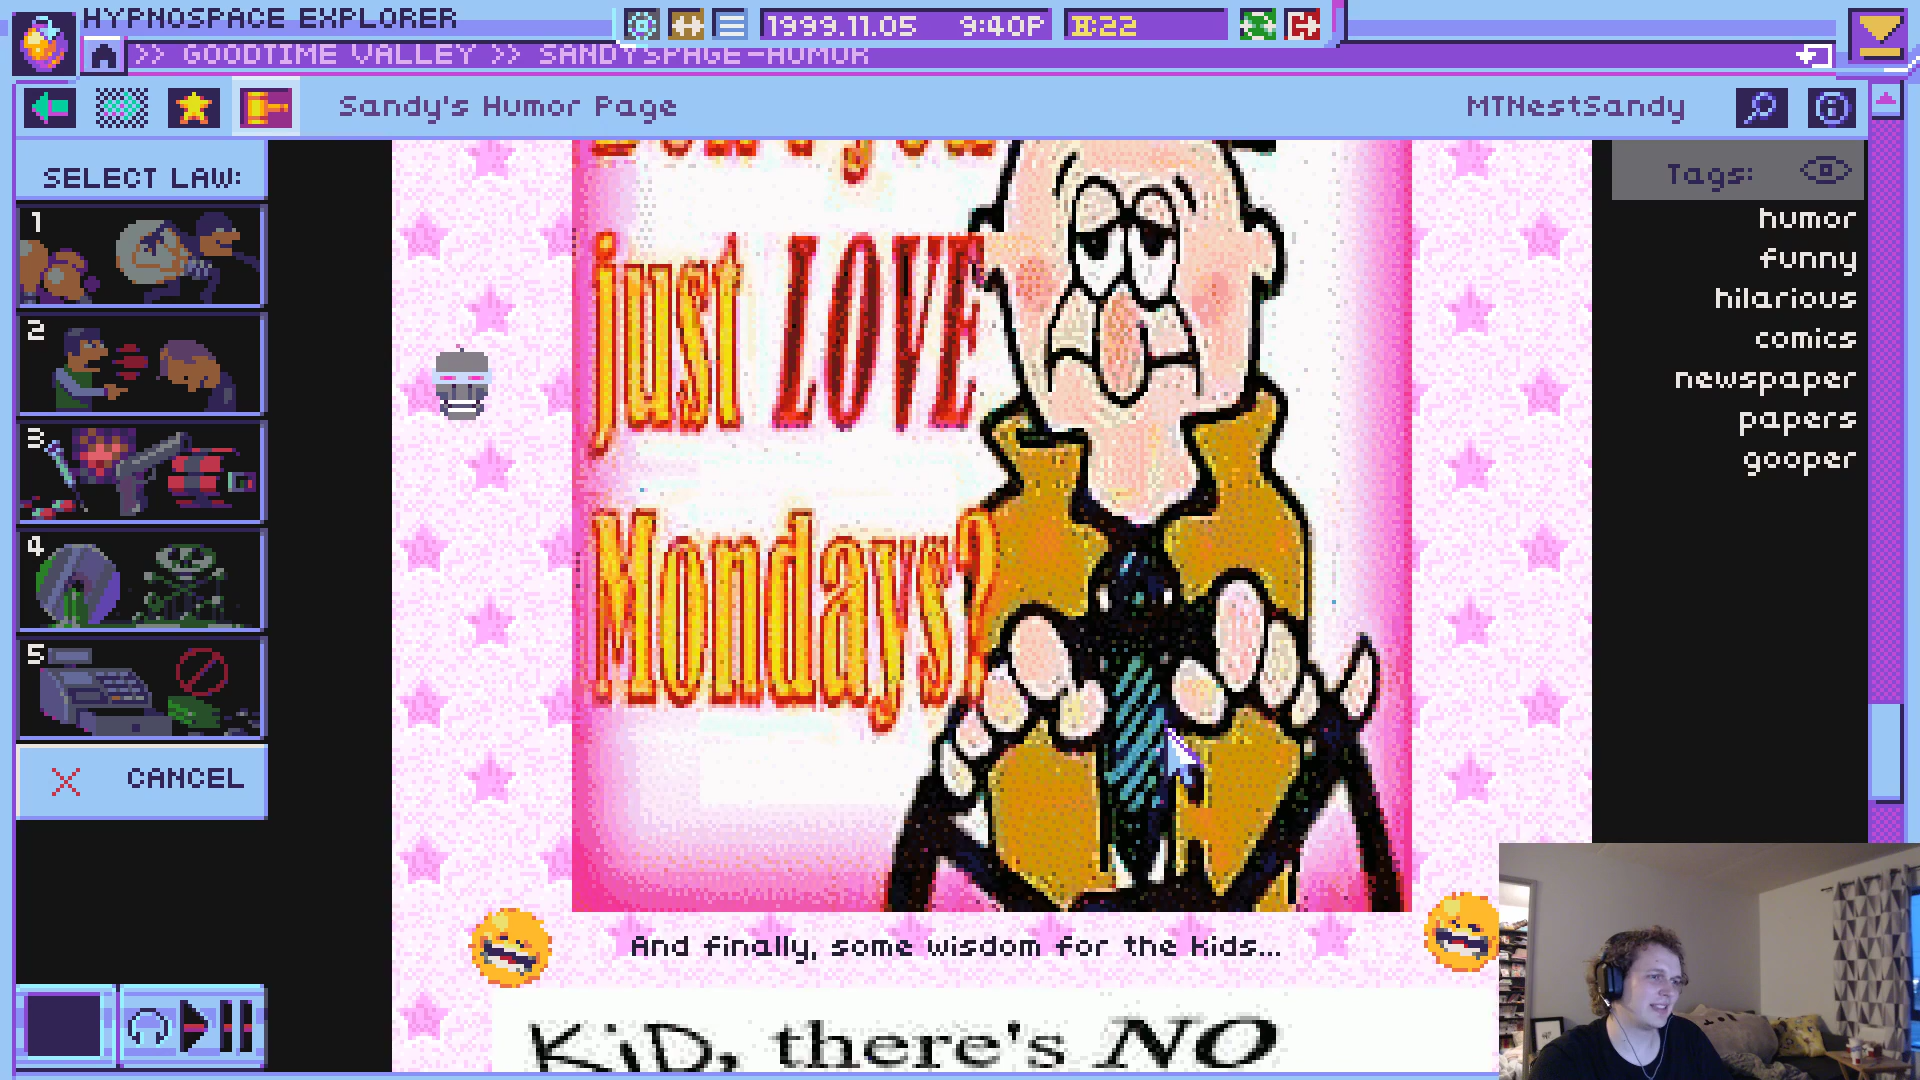 HYPNOSPACE EXPLORER
1999.11.05 9:40P
22
>> GOODTIME VALLEY >> SANDYSPAGE-HUMOR
Sandy's Humor Page
MTNestSandy
SELECT LAW:
1
2
3
4
5
CANCEL
Tags:
humor
funny
hilarious
comics
newspaper
papers
gooper
just LOVE
Mondays?
And finally, some wisdom for the kids...
KiD, there's NO